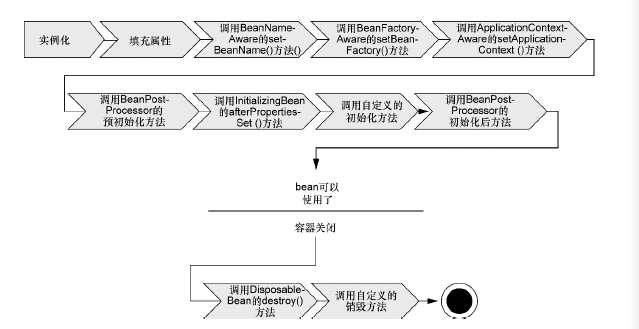 实例化
填充属性
调用BeanName-
Aware的set-
BeanName()方法()
调用BeanFactory-
Aware的setBean-
Factory()方法
调用ApplicationContext-
Aware的setApplication-
Context ()方法
调用BeanPost-
Processor的
预初始化方法
调用InitializingBean
的afterProperties-
Set ()方法
调用自定义的
初始化方法
调用BeanPost-
Processor的
初始化后方法
bean可以
使用了
容器关闭
调用Disposable-
Bean的destroy()
方法
调用自定义的
销毁方法